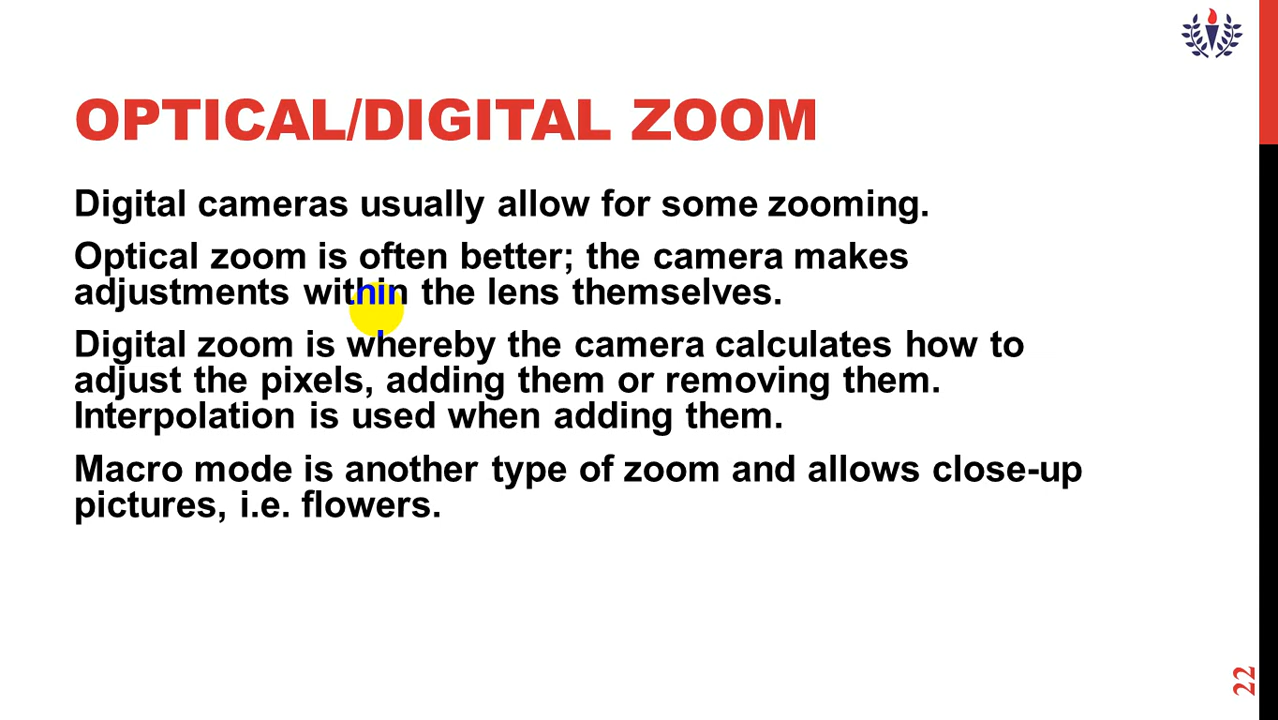 OPTICAL/DIGITAL ZOOM
Digital cameras usually allow for some zooming.
Optical zoom is often better; the camera makes
adjustments within the lens themselves.
Digital zoom is whereby the camera calculates how to
adjust the pixels, adding them or removing them.
Interpolation is used when adding them.
Macro mode is another type of zoom and allows close-up
pictures, i.e. flowers.
22